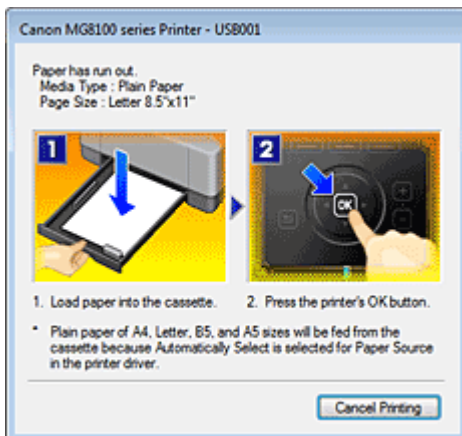 Canon MG8100 series Printer - USB001
Paper has run out.
Media Type : Plain Paper
Page Size : Letter 8.5"x11"
1
2
OK
1. Load paper into the cassette.
2. Press the printer's OK button.
* Plain paper of A4, Letter, B5, and A5 sizes will be fed from the
cassette because Automatically Select is selected for Paper Source
in the printer driver.
Cancel Printing